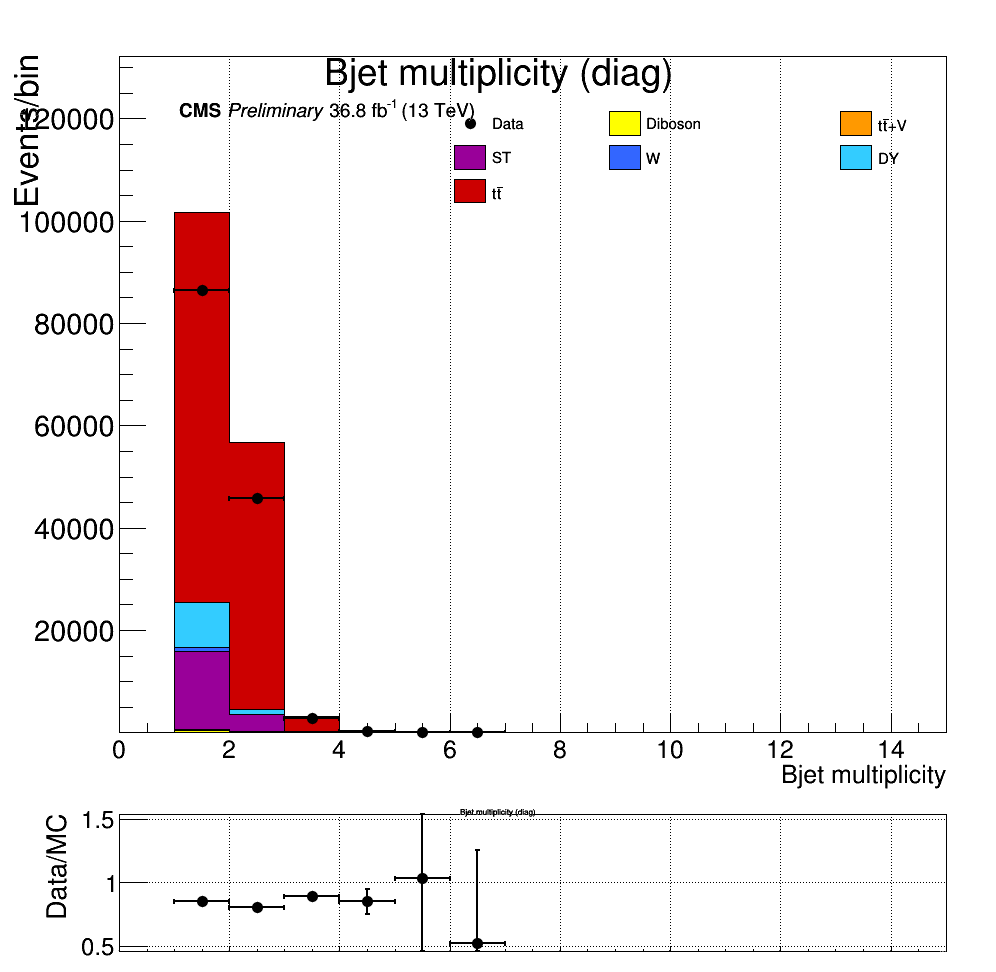 Bjet multiplicity (diag)
CMS Preliminary 36.8 fb⁻¹ (13 TeV)
Events/bin
Data
Diboson
tt̄+V
ST
W
DY
tt̄
120000
100000
80000
60000
40000
20000
0 2 4 6 8 10 12 14
Bjet multiplicity
Bjet multiplicity (diag)
Data/MC
1.5
1
0.5